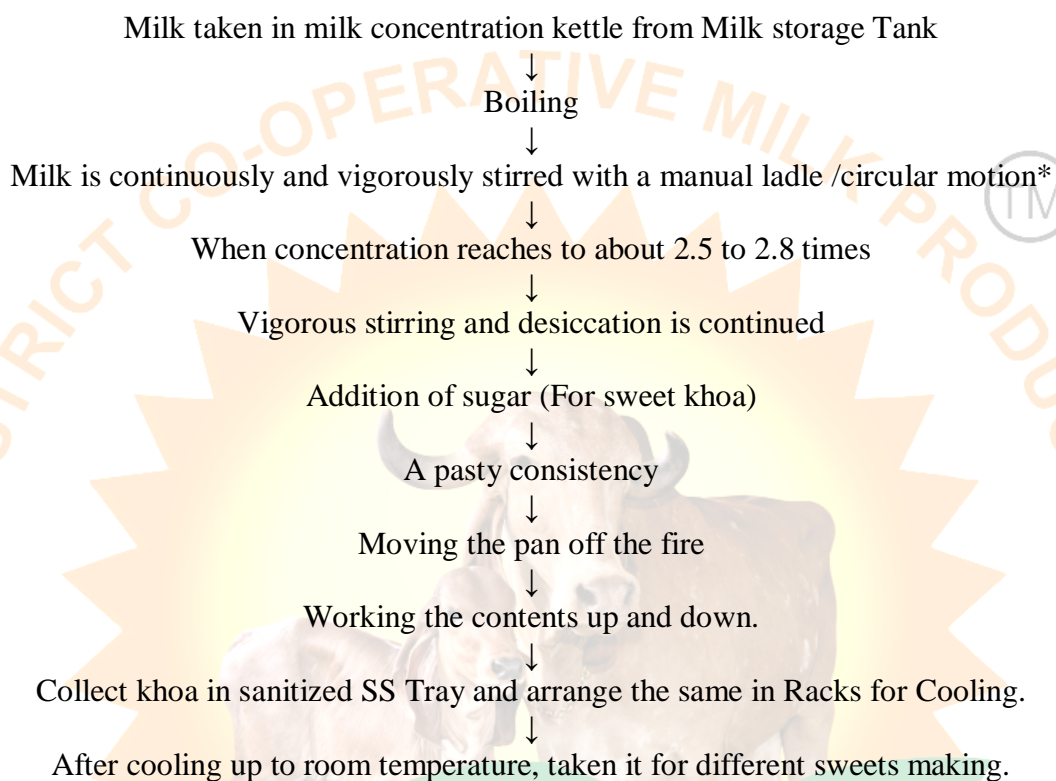 Milk taken in milk concentration kettle from Milk storage Tank
↓
Boiling
↓
Milk is continuously and vigorously stirred with a manual ladle /circular motion*
↓
When concentration reaches to about 2.5 to 2.8 times
↓
Vigorous stirring and desiccation is continued
↓
Addition of sugar (For sweet khoa)
↓
A pasty consistency
↓
Moving the pan off the fire
↓
Working the contents up and down.
↓
Collect khoa in sanitized SS Tray and arrange the same in Racks for Cooling.
↓
After cooling up to room temperature, taken it for different sweets making.
CO-OPERATIVE MILK
TM